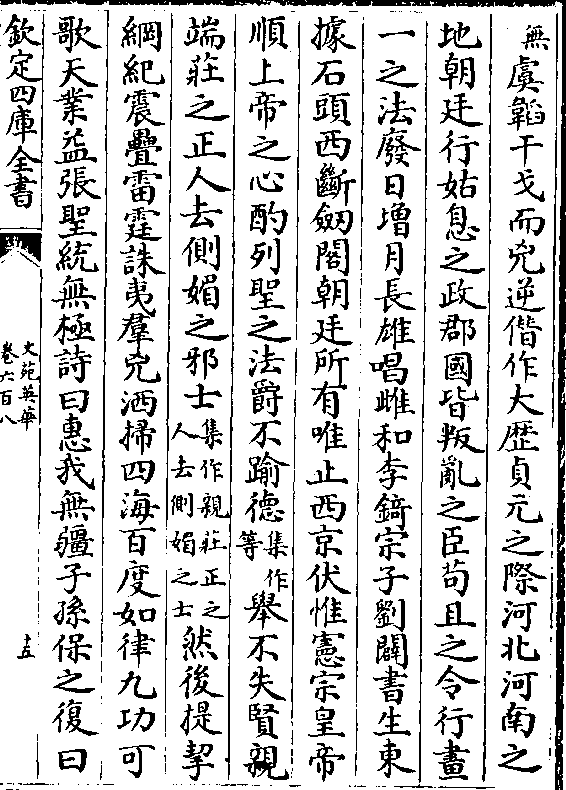 無虞韜干戈而兇逆偕作大歴貞元之際河北河南之
地朝廷行姑息之政郡國皆叛亂之臣苟且之令行畫
一之法廢日增月長雄唱雌和李錡宗子劉闢書生東
據石頭西斷劔閣朝廷所有唯止西京伏惟憲宗皇帝
順上帝之心酌列聖之法爵不踰德集作等舉不失賢親
端莊之正人去側媚之邪士集作親莊正之人去側媚之士然後提挈
綱紀震疊雷霆誅夷羣兇洒掃四海百度如律九功可
歌天業益張聖統無極詩曰惠我無疆子孫保之復曰
欽定四庫全書
文苑英華
卷六百八
十五